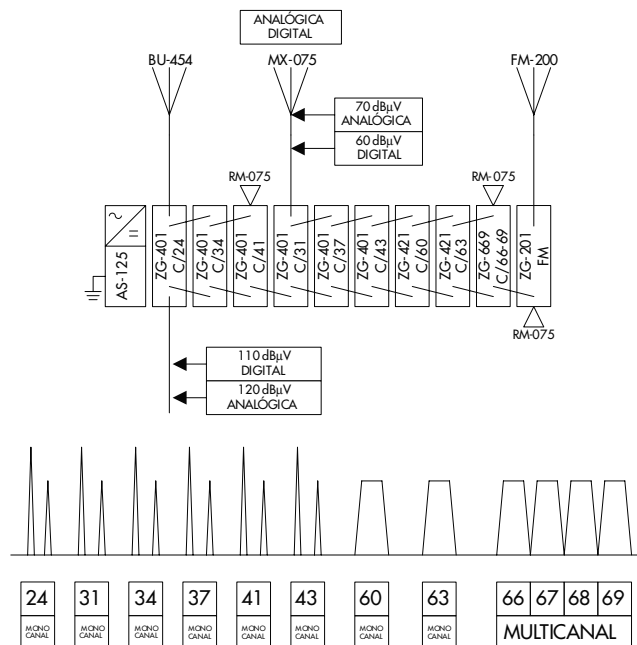 ANALÓGICA
DIGITAL
BU-454
MX-075
FM-200
70 dBµV
ANALÓGICA
60 dBµV
DIGITAL
RM-075
RM-075
AS-125
ZG-401
C/24
ZG-401
C/34
ZG-401
C/41
ZG-401
C/31
ZG-401
C/37
ZG-401
C/43
ZG-421
C/60
ZG-421
C/63
ZG-669
C/66-69
ZG-201
FM
RM-075
110 dBµV
DIGITAL
120 dBµV
ANALÓGICA
24 31 34 37 41 43 60 63 66 67 68 69
MONO CANAL MONO CANAL MONO CANAL MONO CANAL MONO CANAL MONO CANAL MONO CANAL MONO CANAL MULTICANAL